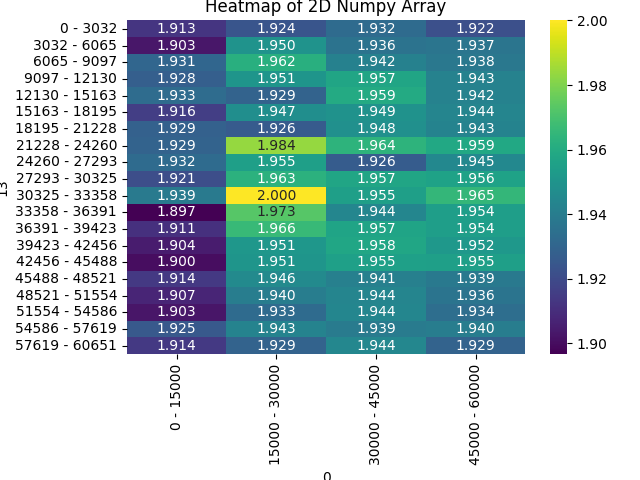 Heatmap of 2D Numpy Array
0 - 3032 1.913 1.924 1.932 1.922
3032 - 6065 1.903 1.950 1.936 1.937
6065 - 9097 1.931 1.962 1.942 1.938
9097 - 12130 1.928 1.951 1.957 1.943
12130 - 15163 1.933 1.929 1.959 1.942
15163 - 18195 1.916 1.947 1.949 1.944
18195 - 21228 1.929 1.926 1.948 1.943
21228 - 24260 1.929 1.984 1.964 1.959
24260 - 27293 1.932 1.955 1.926 1.945
27293 - 30325 1.921 1.963 1.957 1.956
30325 - 33358 1.939 2.000 1.955 1.965
33358 - 36391 1.897 1.973 1.944 1.954
36391 - 39423 1.911 1.966 1.957 1.954
39423 - 42456 1.904 1.951 1.958 1.952
42456 - 45488 1.900 1.951 1.955 1.955
45488 - 48521 1.914 1.946 1.941 1.939
48521 - 51554 1.907 1.940 1.944 1.936
51554 - 54586 1.903 1.933 1.944 1.934
54586 - 57619 1.925 1.943 1.939 1.940
57619 - 60651 1.914 1.929 1.944 1.929
13
0 - 15000
15000 - 30000
30000 - 45000
45000 - 60000
0
2.00
1.98
1.96
1.94
1.92
1.90